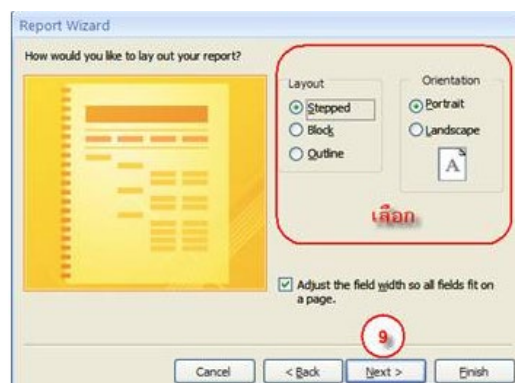 Report Wizard
How would you like to lay out your report?
Layout
Stepped
Block
Outline
Orientation
Portrait
Landscape
A
เลือก
Adjust the field width so all fields fit on
a page.
9
Cancel
< Back
Next >
Finish